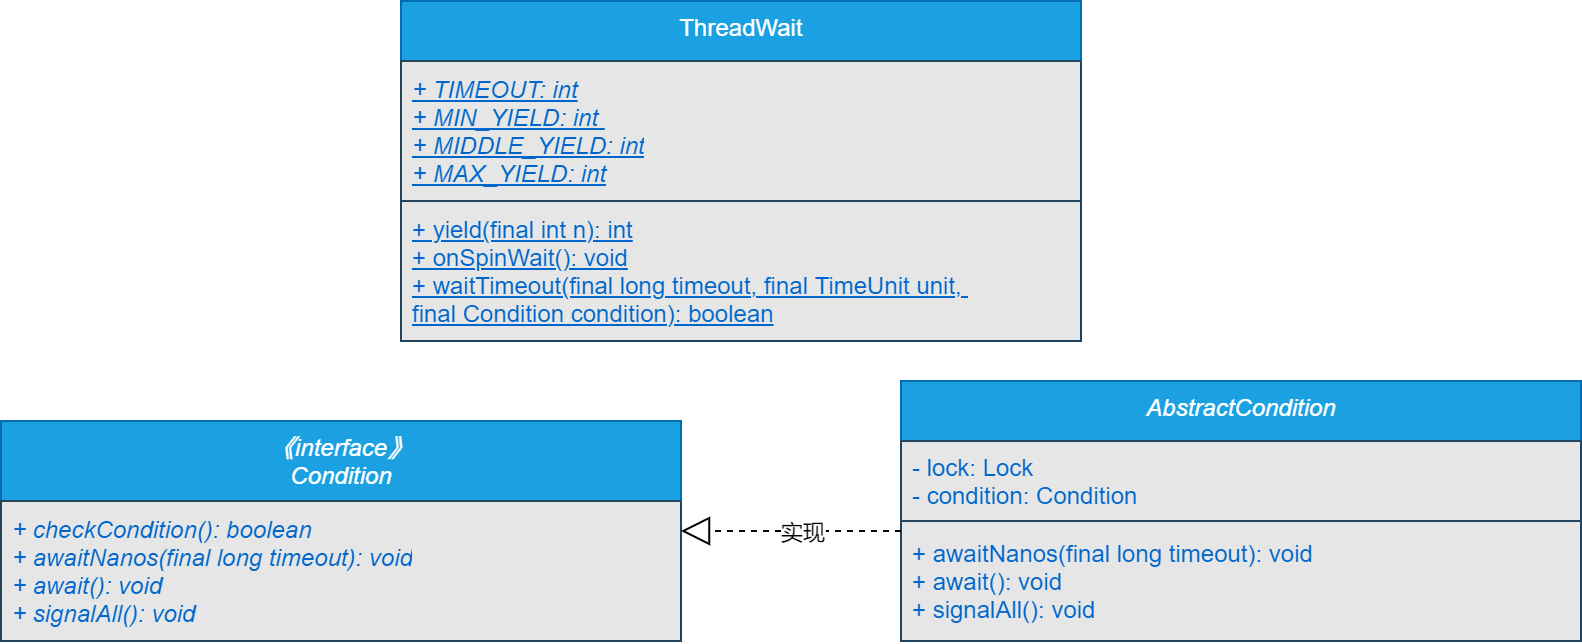 ThreadWait
+ TIMEOUT: int
+ MIN_YIELD: int
+ MIDDLE_YIELD: int
+ MAX_YIELD: int
+ yield(final int n): int
+ onSpinWait(): void
+ waitTimeout(final long timeout, final TimeUnit unit,
final Condition condition): boolean
《interface》
Condition
+ checkCondition(): boolean
+ awaitNanos(final long timeout): void
+ await(): void
+ signalAll(): void
实现
AbstractCondition
- lock: Lock
- condition: Condition
+ awaitNanos(final long timeout): void
+ await(): void
+ signalAll(): void